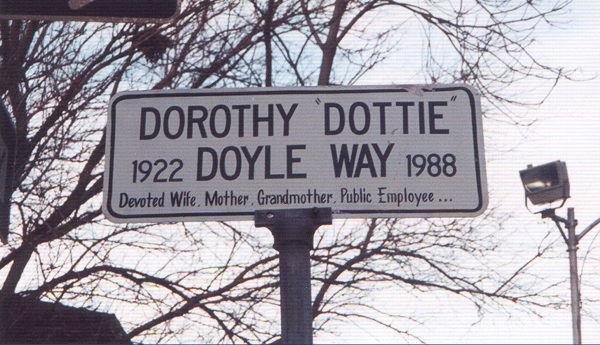 DOROTHY "DOTTIE"
1922 DOYLE WAY 1988
Devoted Wife, Mother, Grandmother, Public Employee ...